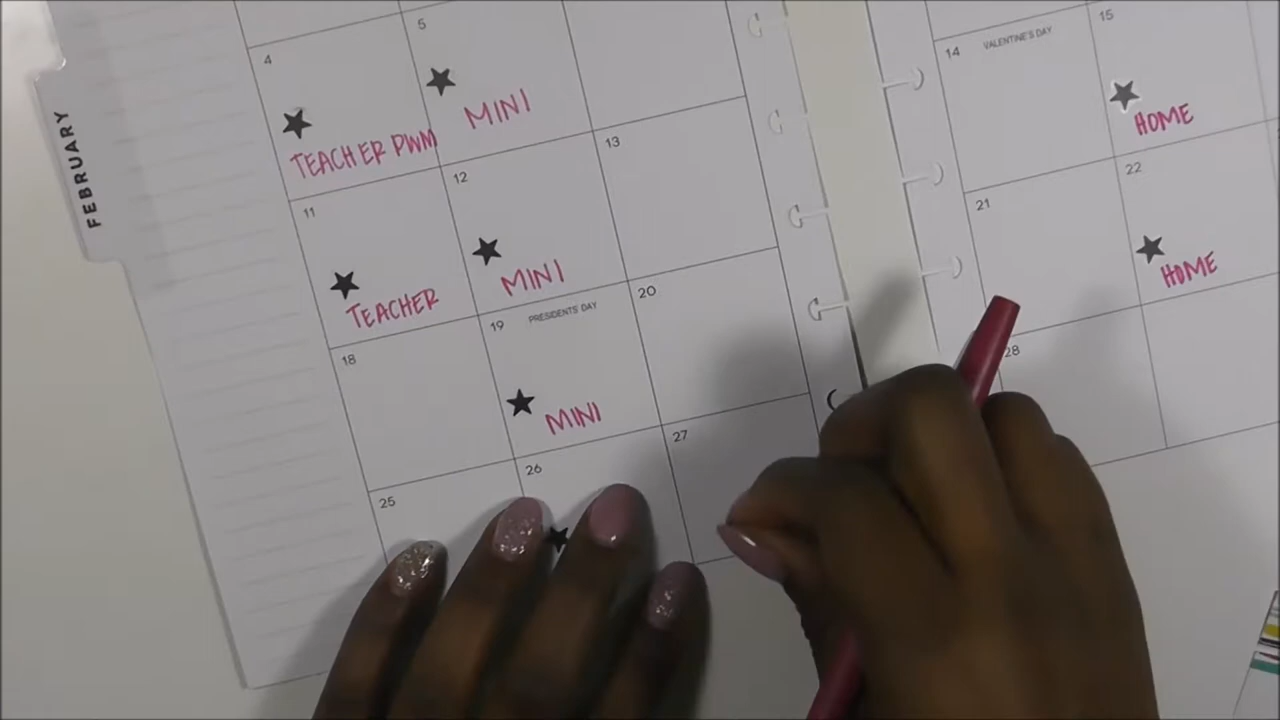 FEBRUARY
4
TEACHER PWM
5
MINI
14
VALENTINE'S DAY
15
HOME
11
TEACHER
12
MINI
13
21
22
HOME
18
19
PRESIDENTS' DAY
MINI
20
28
25
26
27